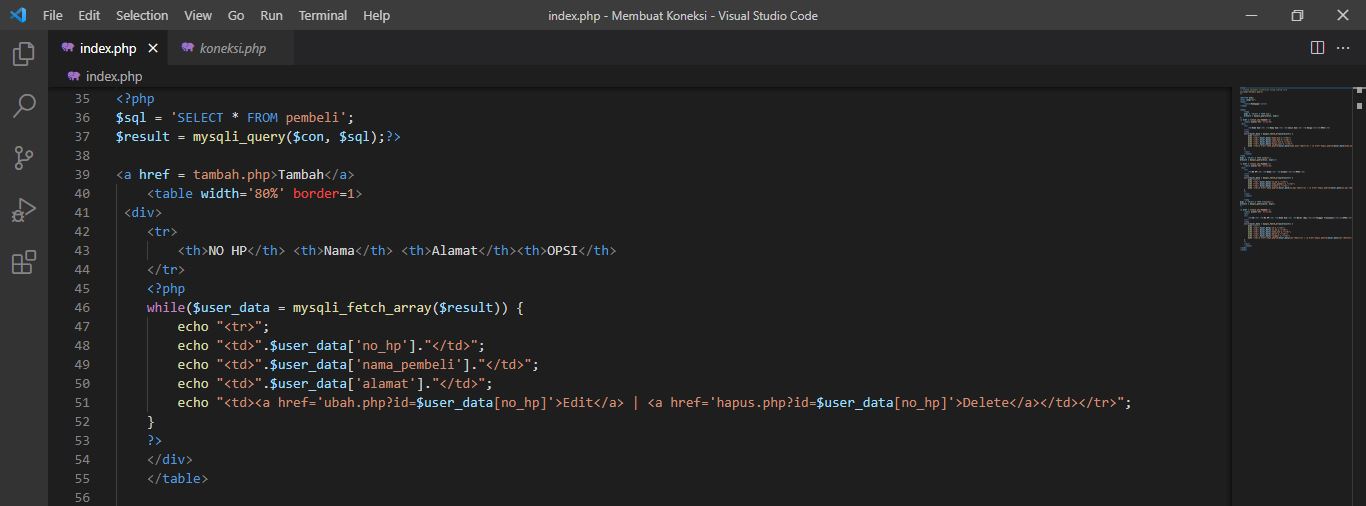 File Edit Selection View Go Run Terminal Help index.php - Membuat Koneksi - Visual Studio Code
index.php koneksi.php
index.php
35 <?php
36 $sql = 'SELECT * FROM pembeli';
37 $result = mysqli_query($con, $sql);?>
38
39 <a href = tambah.php>Tambah</a>
40 <table width='80%' border=1>
41 <div>
42 <tr>
43 <th>NO HP</th> <th>Nama</th> <th>Alamat</th><th>OPSI</th>
44 </tr>
45 <?php
46 while($user_data = mysqli_fetch_array($result)) {
47 echo "<tr>";
48 echo "<td>".$user_data['no_hp']."</td>";
49 echo "<td>".$user_data['nama_pembeli']."</td>";
50 echo "<td>".$user_data['alamat']."</td>";
51 echo "<td><a href='ubah.php?id=$user_data[no_hp]'>Edit</a> | <a href='hapus.php?id=$user_data[no_hp]'>Delete</a></td></tr>";
52 }
53 ?>
54 </div>
55 </table>
56